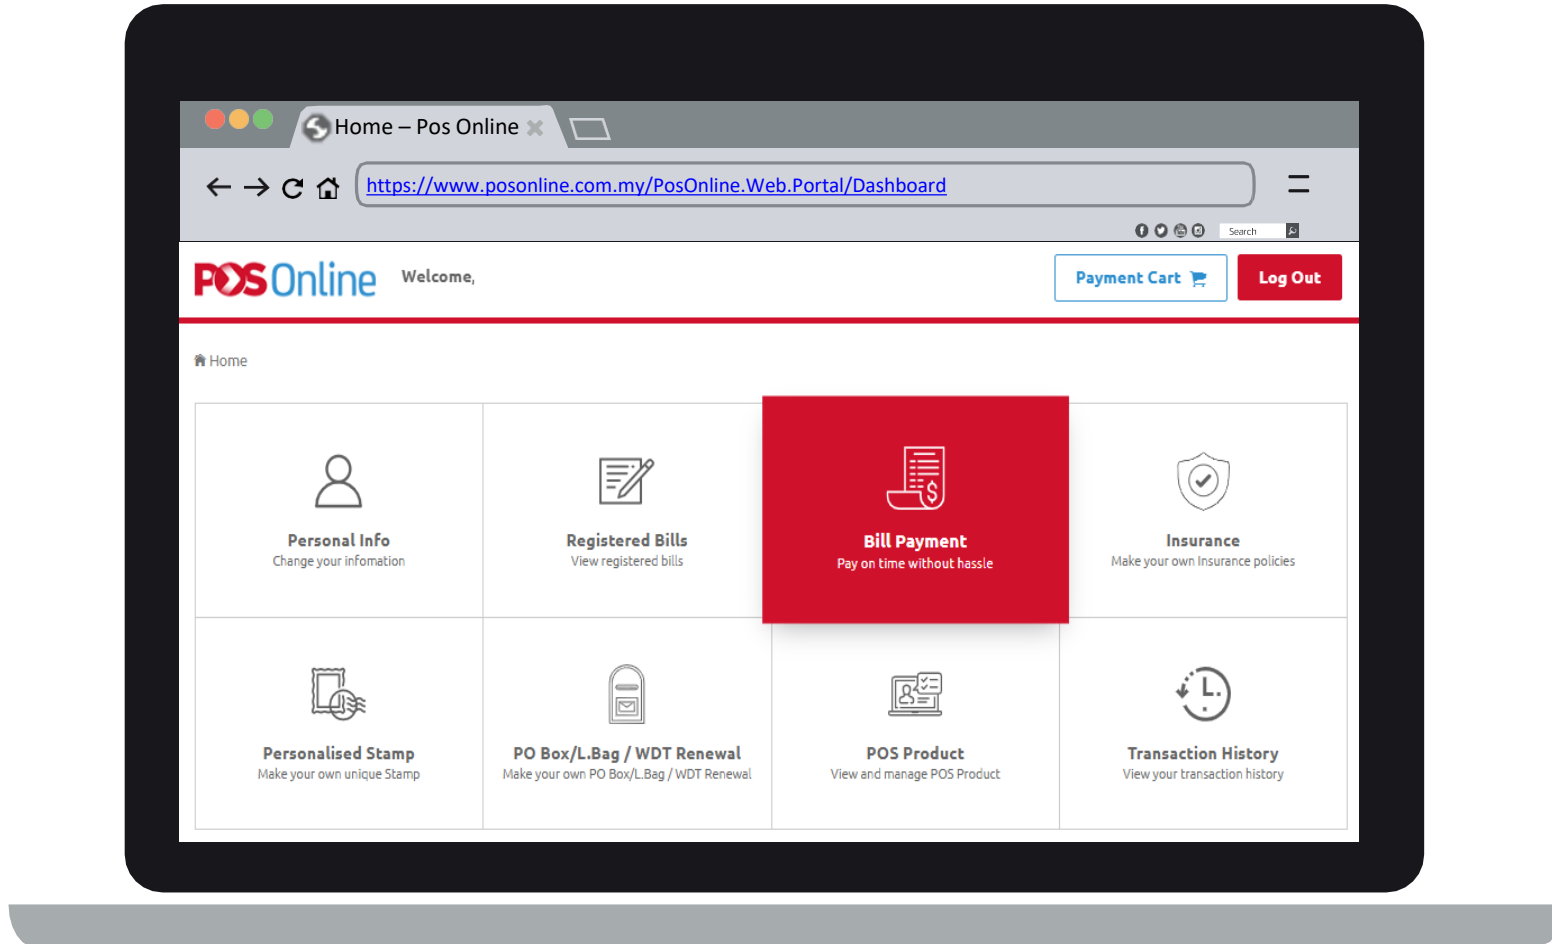 Home – Pos Online
https://www.posonline.com.my/PosOnline.Web.Portal/Dashboard
Search
POS Online
Welcome,
Payment Cart
Log Out
Home
Personal Info
Change your infomation
Registered Bills
View registered bills
Bill Payment
Pay on time without hassle
Insurance
Make your own Insurance policies
Personalised Stamp
Make your own unique Stamp
PO Box/L.Bag / WDT Renewal
Make your own PO Box/L.Bag / WDT Renewal
POS Product
View and manage POS Product
Transaction History
View your transaction history